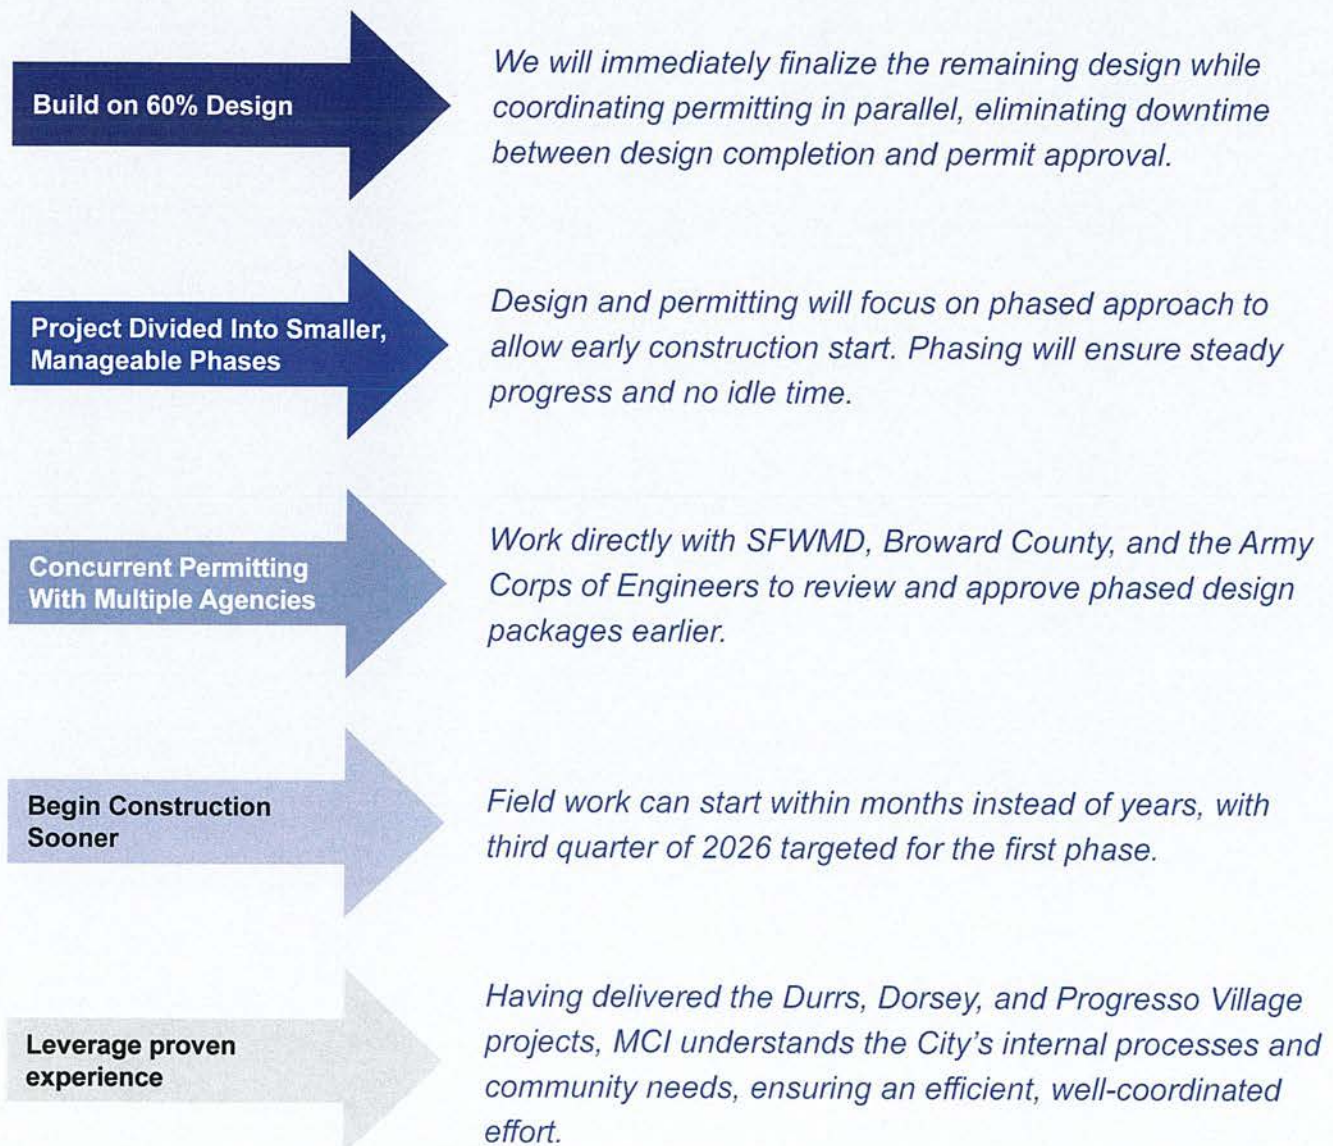 Build on 60% Design
We will immediately finalize the remaining design while
coordinating permitting in parallel, eliminating downtime
between design completion and permit approval.
Project Divided Into Smaller,
Manageable Phases
Design and permitting will focus on phased approach to
allow early construction start. Phasing will ensure steady
progress and no idle time.
Concurrent Permitting
With Multiple Agencies
Work directly with SFWMD, Broward County, and the Army
Corps of Engineers to review and approve phased design
packages earlier.
Begin Construction
Sooner
Field work can start within months instead of years, with
third quarter of 2026 targeted for the first phase.
Leverage proven
experience
Having delivered the Durrs, Dorsey, and Progresso Village
projects, MCI understands the City's internal processes and
community needs, ensuring an efficient, well-coordinated
effort.